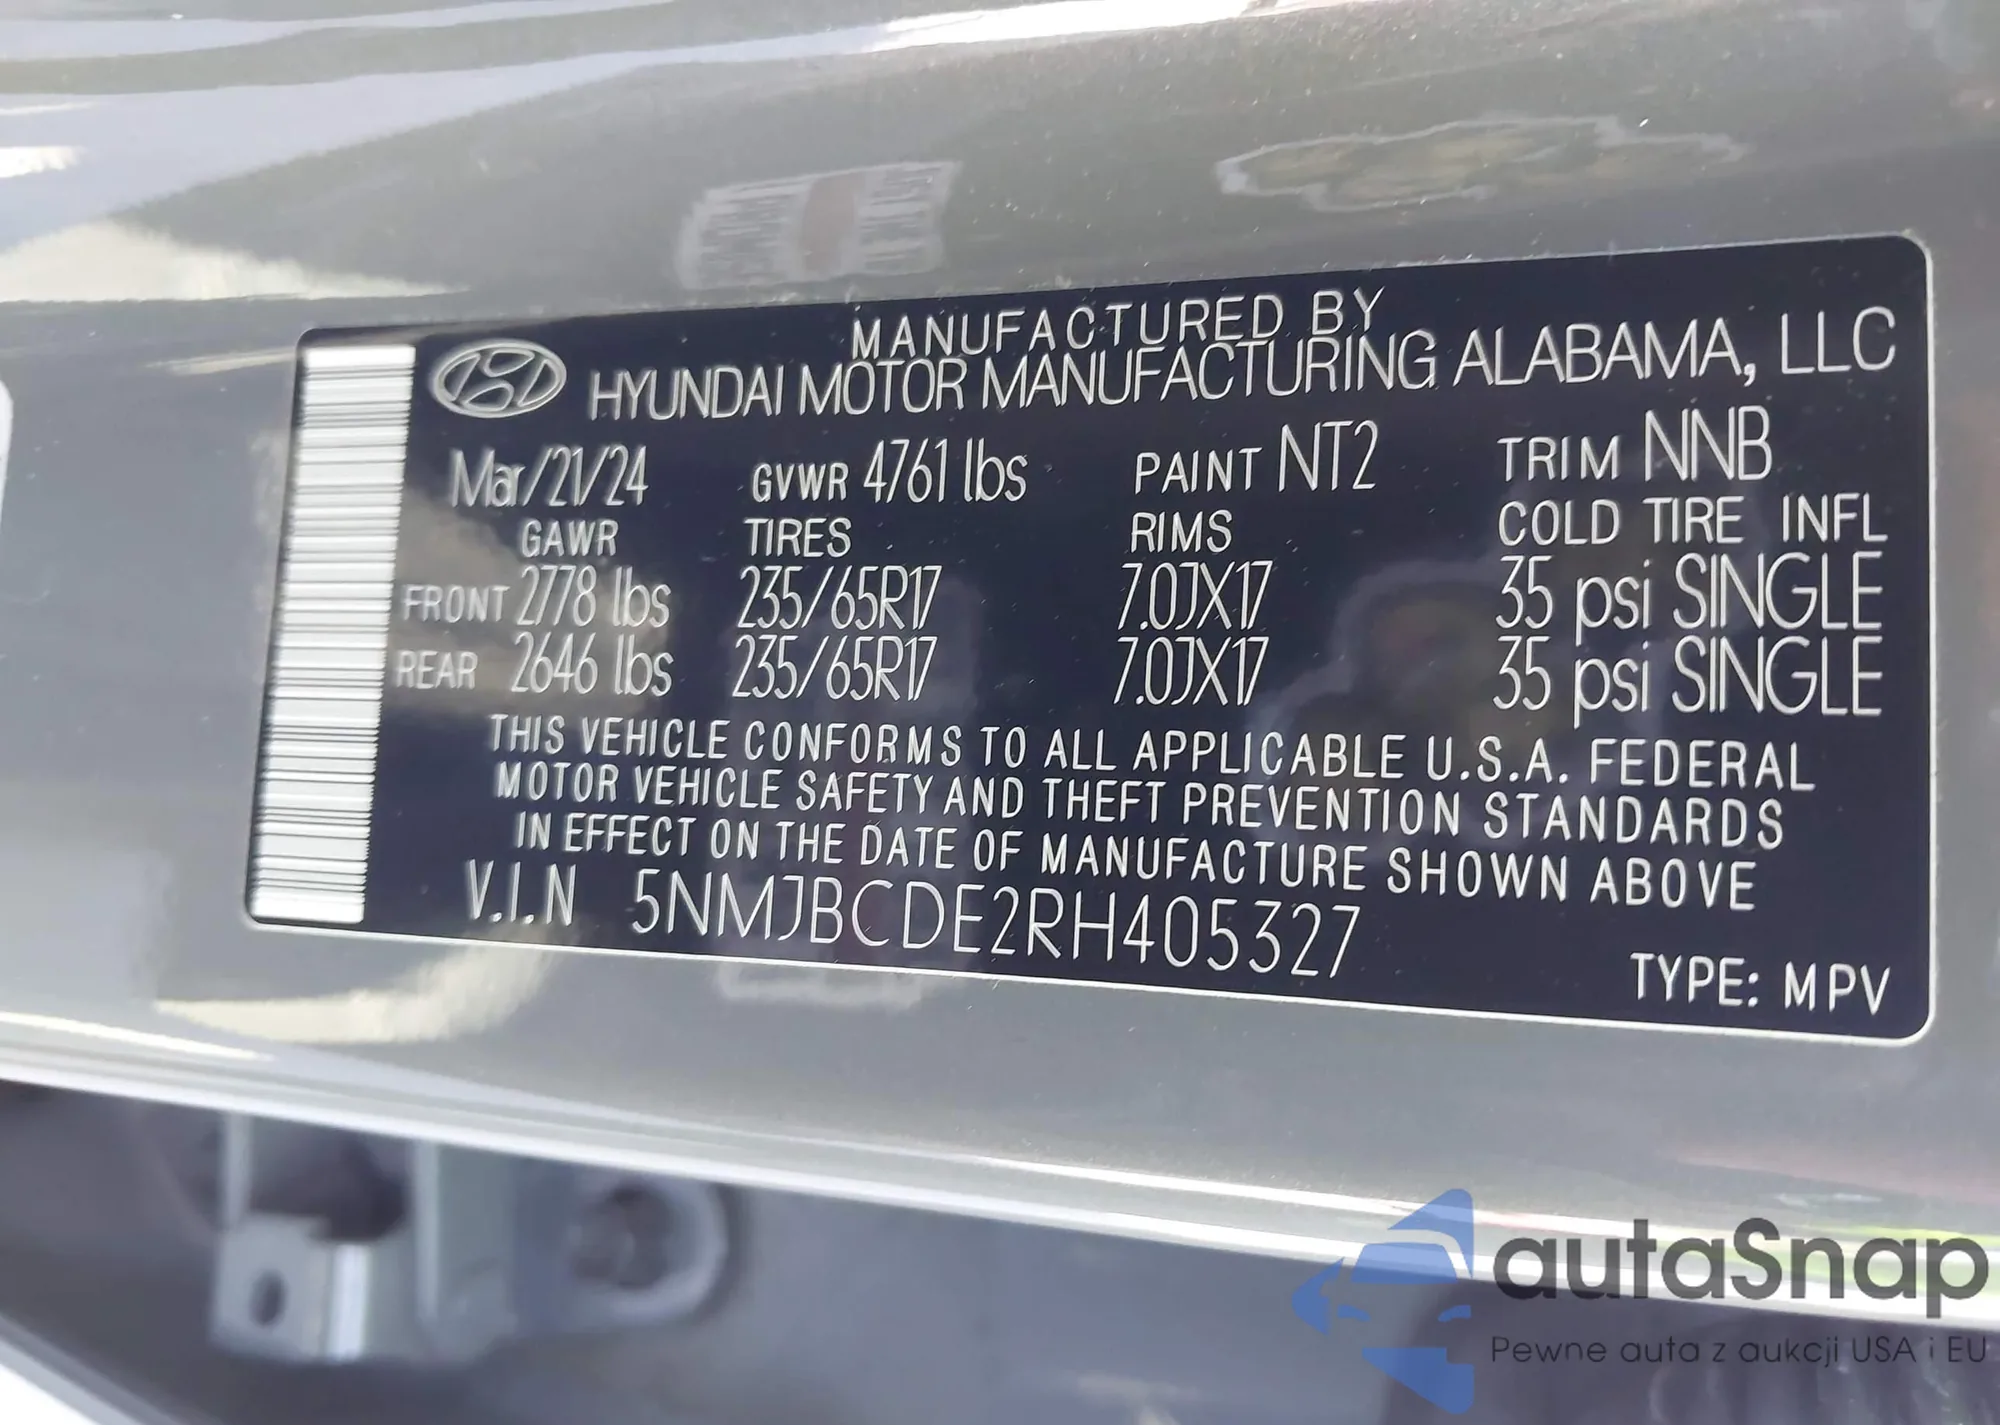 MANUFACTURED BY
HYUNDAI MOTOR MANUFACTURING ALABAMA, LLC
Mar/21/24 GVWR 4761 lbs PAINT NT2 TRIM NNB
GAWR TIRES RIMS COLD TIRE INFL
FRONT 2778 lbs 235/65R17 7.0JX17 35 psi SINGLE
REAR 2646 lbs 235/65R17 7.0JX17 35 psi SINGLE
THIS VEHICLE CONFORMS TO ALL APPLICABLE U.S.A. FEDERAL
MOTOR VEHICLE SAFETY AND THEFT PREVENTION STANDARDS
IN EFFECT ON THE DATE OF MANUFACTURE SHOWN ABOVE
V.I.N 5NMJBCDE2RH405327
TYPE: MPV
autaSnap
Pewne auta z aukcji USA i EU